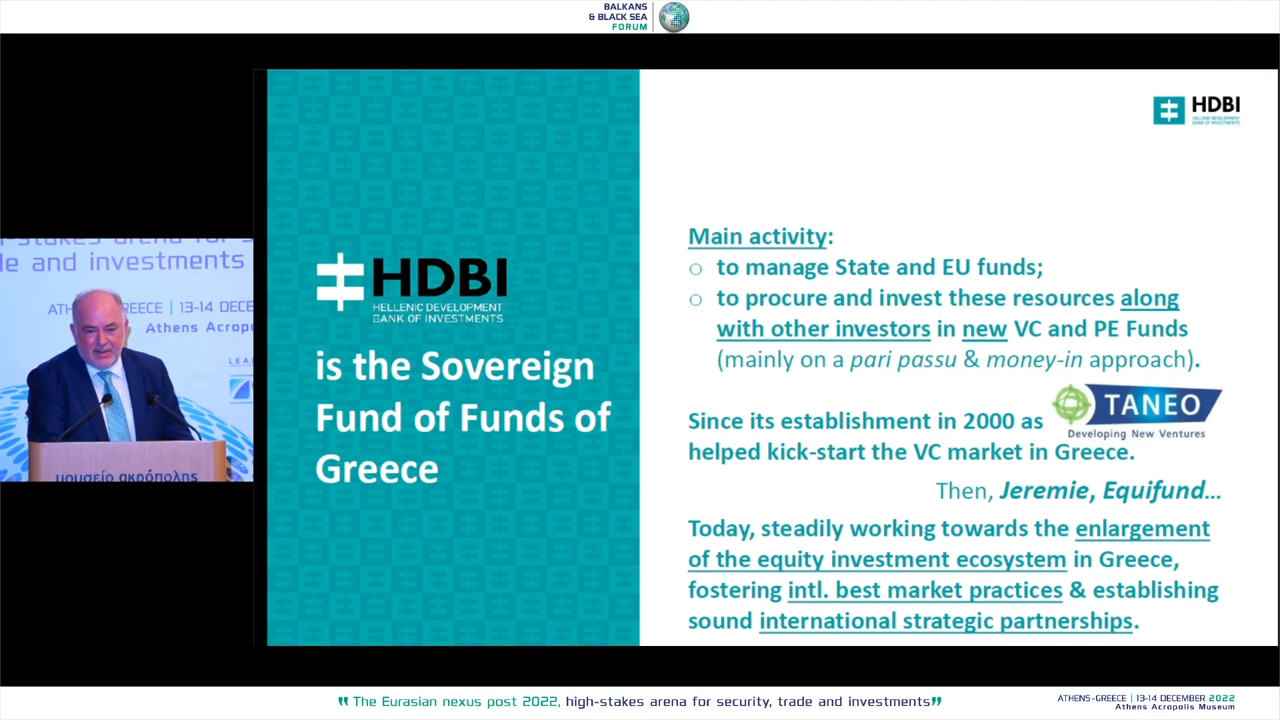 BALKANS
& BLACK SEA
FORUM
le and investments
13-14 DECE
Athens Acropo
μουσείο ακρόπολης
HDBI
HELLENIC DEVELOPMENT
BANK OF INVESTMENTS
is the Sovereign
Fund of Funds of
Greece
HDBI
HELLENIC DEVELOPMENT
BANK OF INVESTMENTS
Main activity:
○ to manage State and EU funds;
○ to procure and invest these resources along
with other investors in new VC and PE Funds
(mainly on a pari passu & money-in approach).
Since its establishment in 2000 as TANEO
Developing New Ventures
helped kick-start the VC market in Greece.
Then, Jeremie, Equifund...
Today, steadily working towards the enlargement
of the equity investment ecosystem in Greece,
fostering intl. best market practices & establishing
sound international strategic partnerships.
"The Eurasian nexus post 2022, high-stakes arena for security, trade and investments"
ATHENS-GREECE | 13-14 DECEMBER 2022
Athens Acropolis Museum